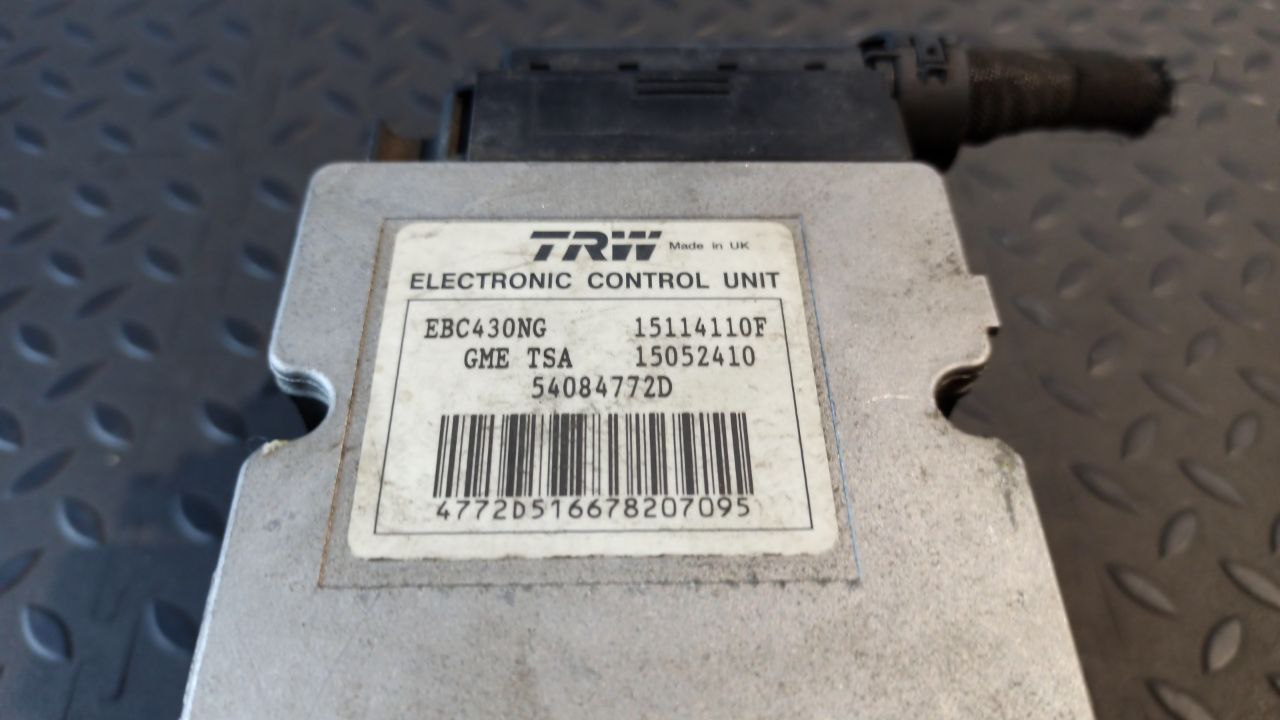 TRW Made in UK
ELECTRONIC CONTROL UNIT
EBC430NG 15114110F
GME TSA 15052410
54084772D
4772D516678207095